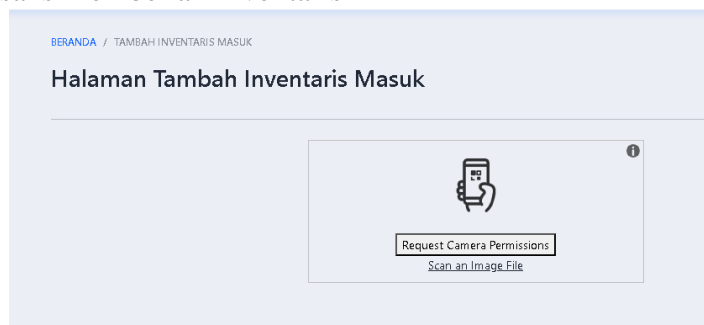 BERANDA / TAMBAH INVENTARIS MASUK
Halaman Tambah Inventaris Masuk
Request Camera Permissions
Scan an Image File